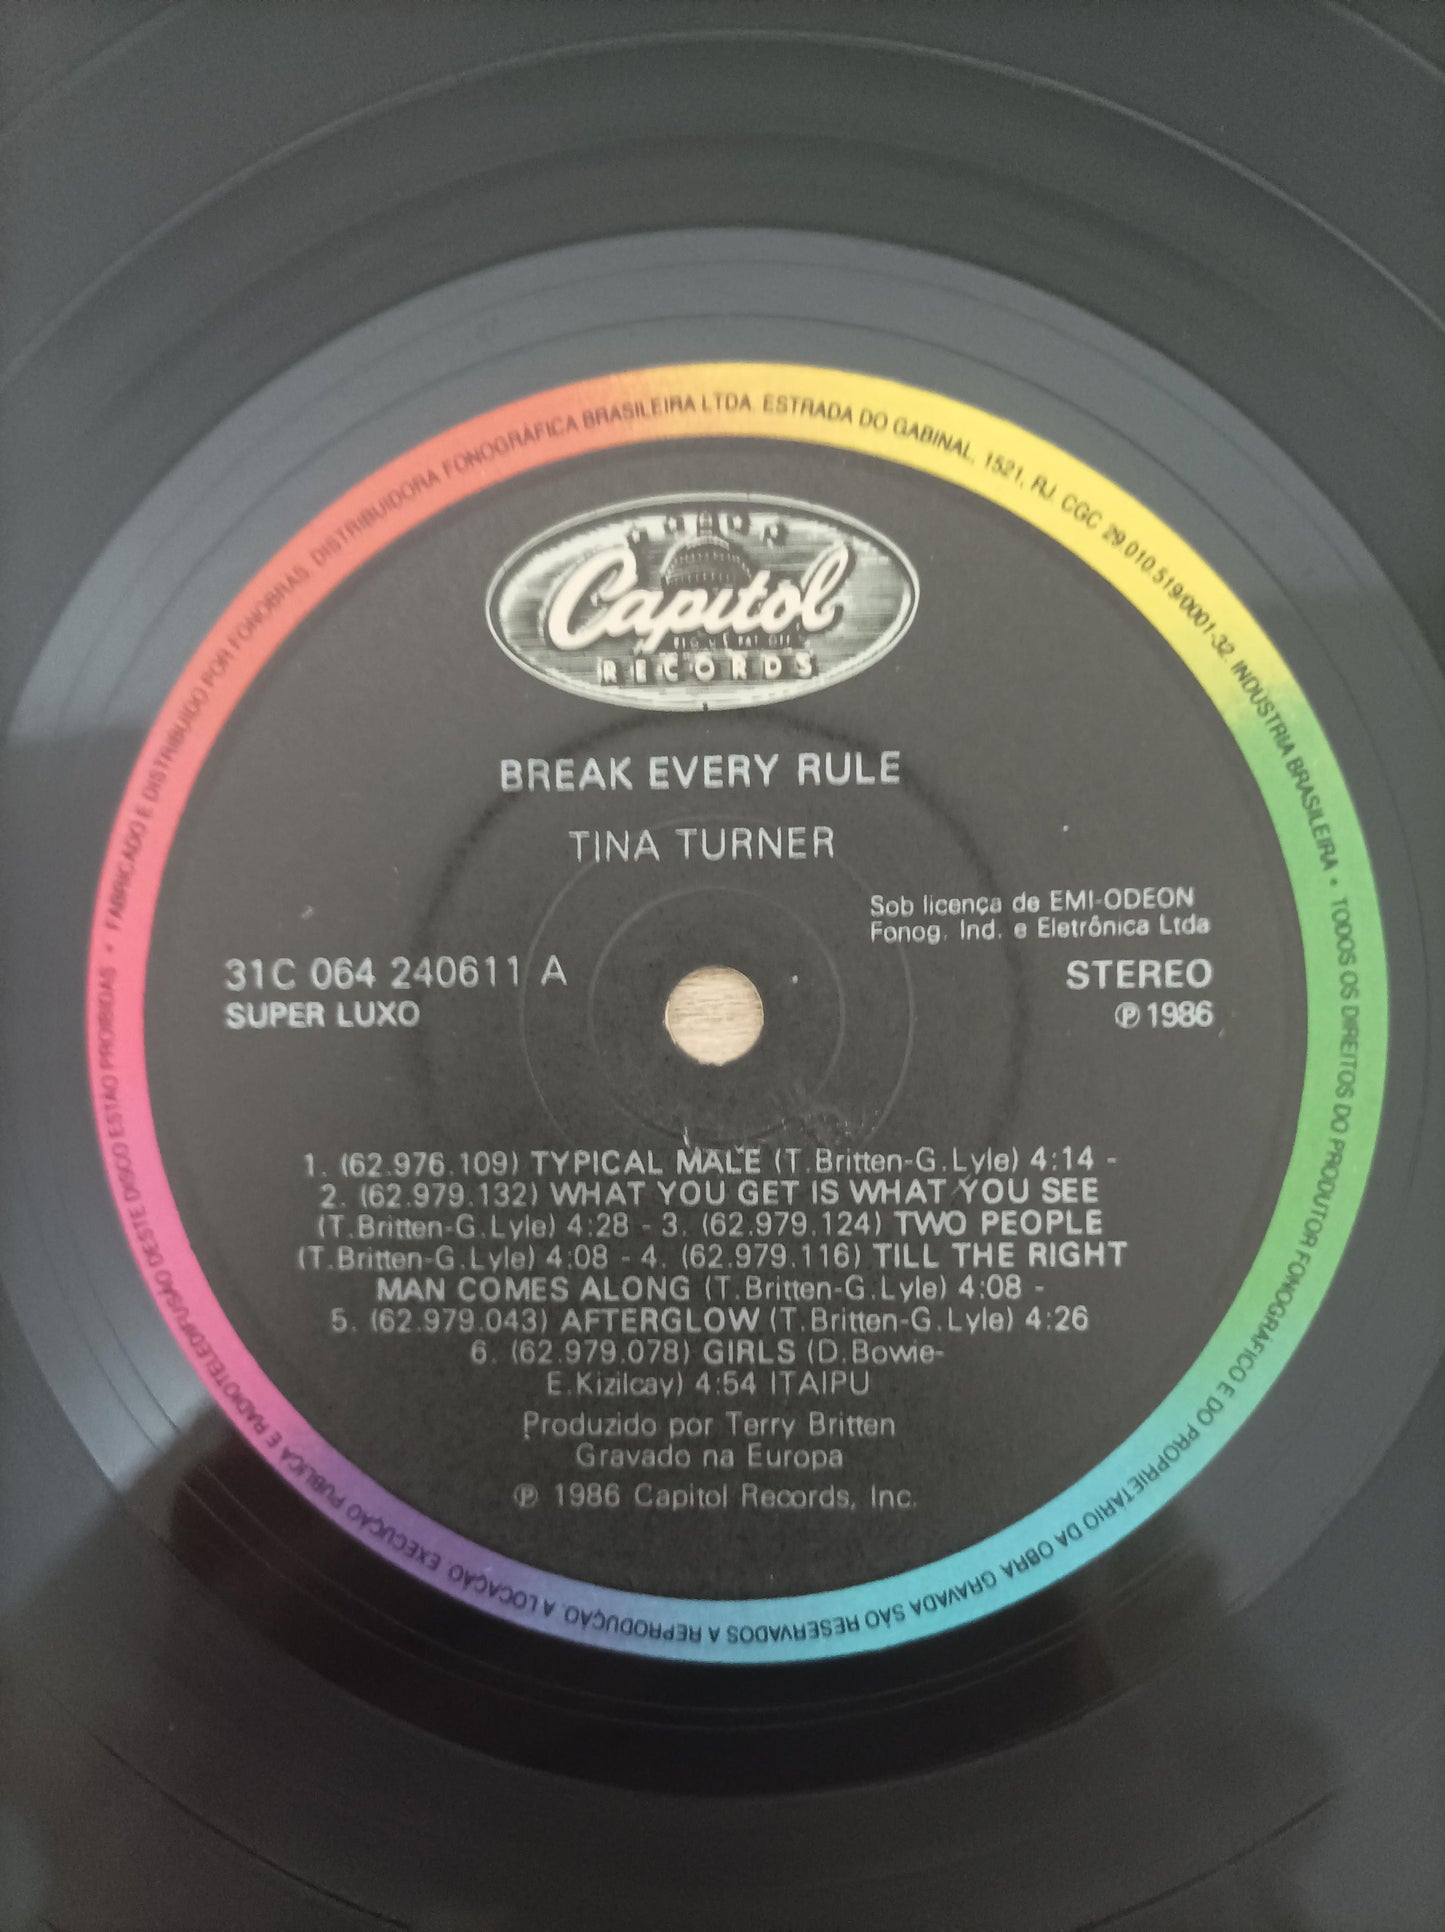 FABRICADO E DISTRIBUÍDO POR FONOBRAS, DISTRIBUIDORA FONOGRÁFICA BRASILEIRA LTDA. ESTRADA DO GABINAL, 1521, RJ. CGC 29.010.519/0001-32. INDÚSTRIA BRASILEIRA • TODOS OS DIREITOS DO PRODUTOR FONOGRÁFICO E DO PROPRIETÁRIO DA OBRA GRAVADA SÃO RESERVADOS A REPRODUÇÃO. A LOCAÇÃO, EXECUÇÃO PÚBLICA E RADIOTELEDIFUSÃO DESTE DISCO ESTÃO PROIBIDAS •
Capitol
RECORDS
BREAK EVERY RULE
TINA TURNER
Sob licença de EMI-ODEON
Fonog. Ind. e Eletrônica Ltda
31C 064 240611 A
STEREO
SUPER LUXO
℗ 1986
1. (62.976.109) TYPICAL MALE (T.Britten-G.Lyle) 4:14 -
2. (62.979.132) WHAT YOU GET IS WHAT YOU SEE
(T.Britten-G.Lyle) 4:28 - 3. (62.979.124) TWO PEOPLE
(T.Britten-G.Lyle) 4:08 - 4. (62.979.116) TILL THE RIGHT
MAN COMES ALONG (T.Britten-G.Lyle) 4:08 -
5. (62.979.043) AFTERGLOW (T.Britten-G.Lyle) 4:26
6. (62.979.078) GIRLS (D.Bowie-
E.Kizilcay) 4:54 ITAIPU
Produzido por Terry Britten
Gravado na Europa
℗ 1986 Capitol Records, Inc.